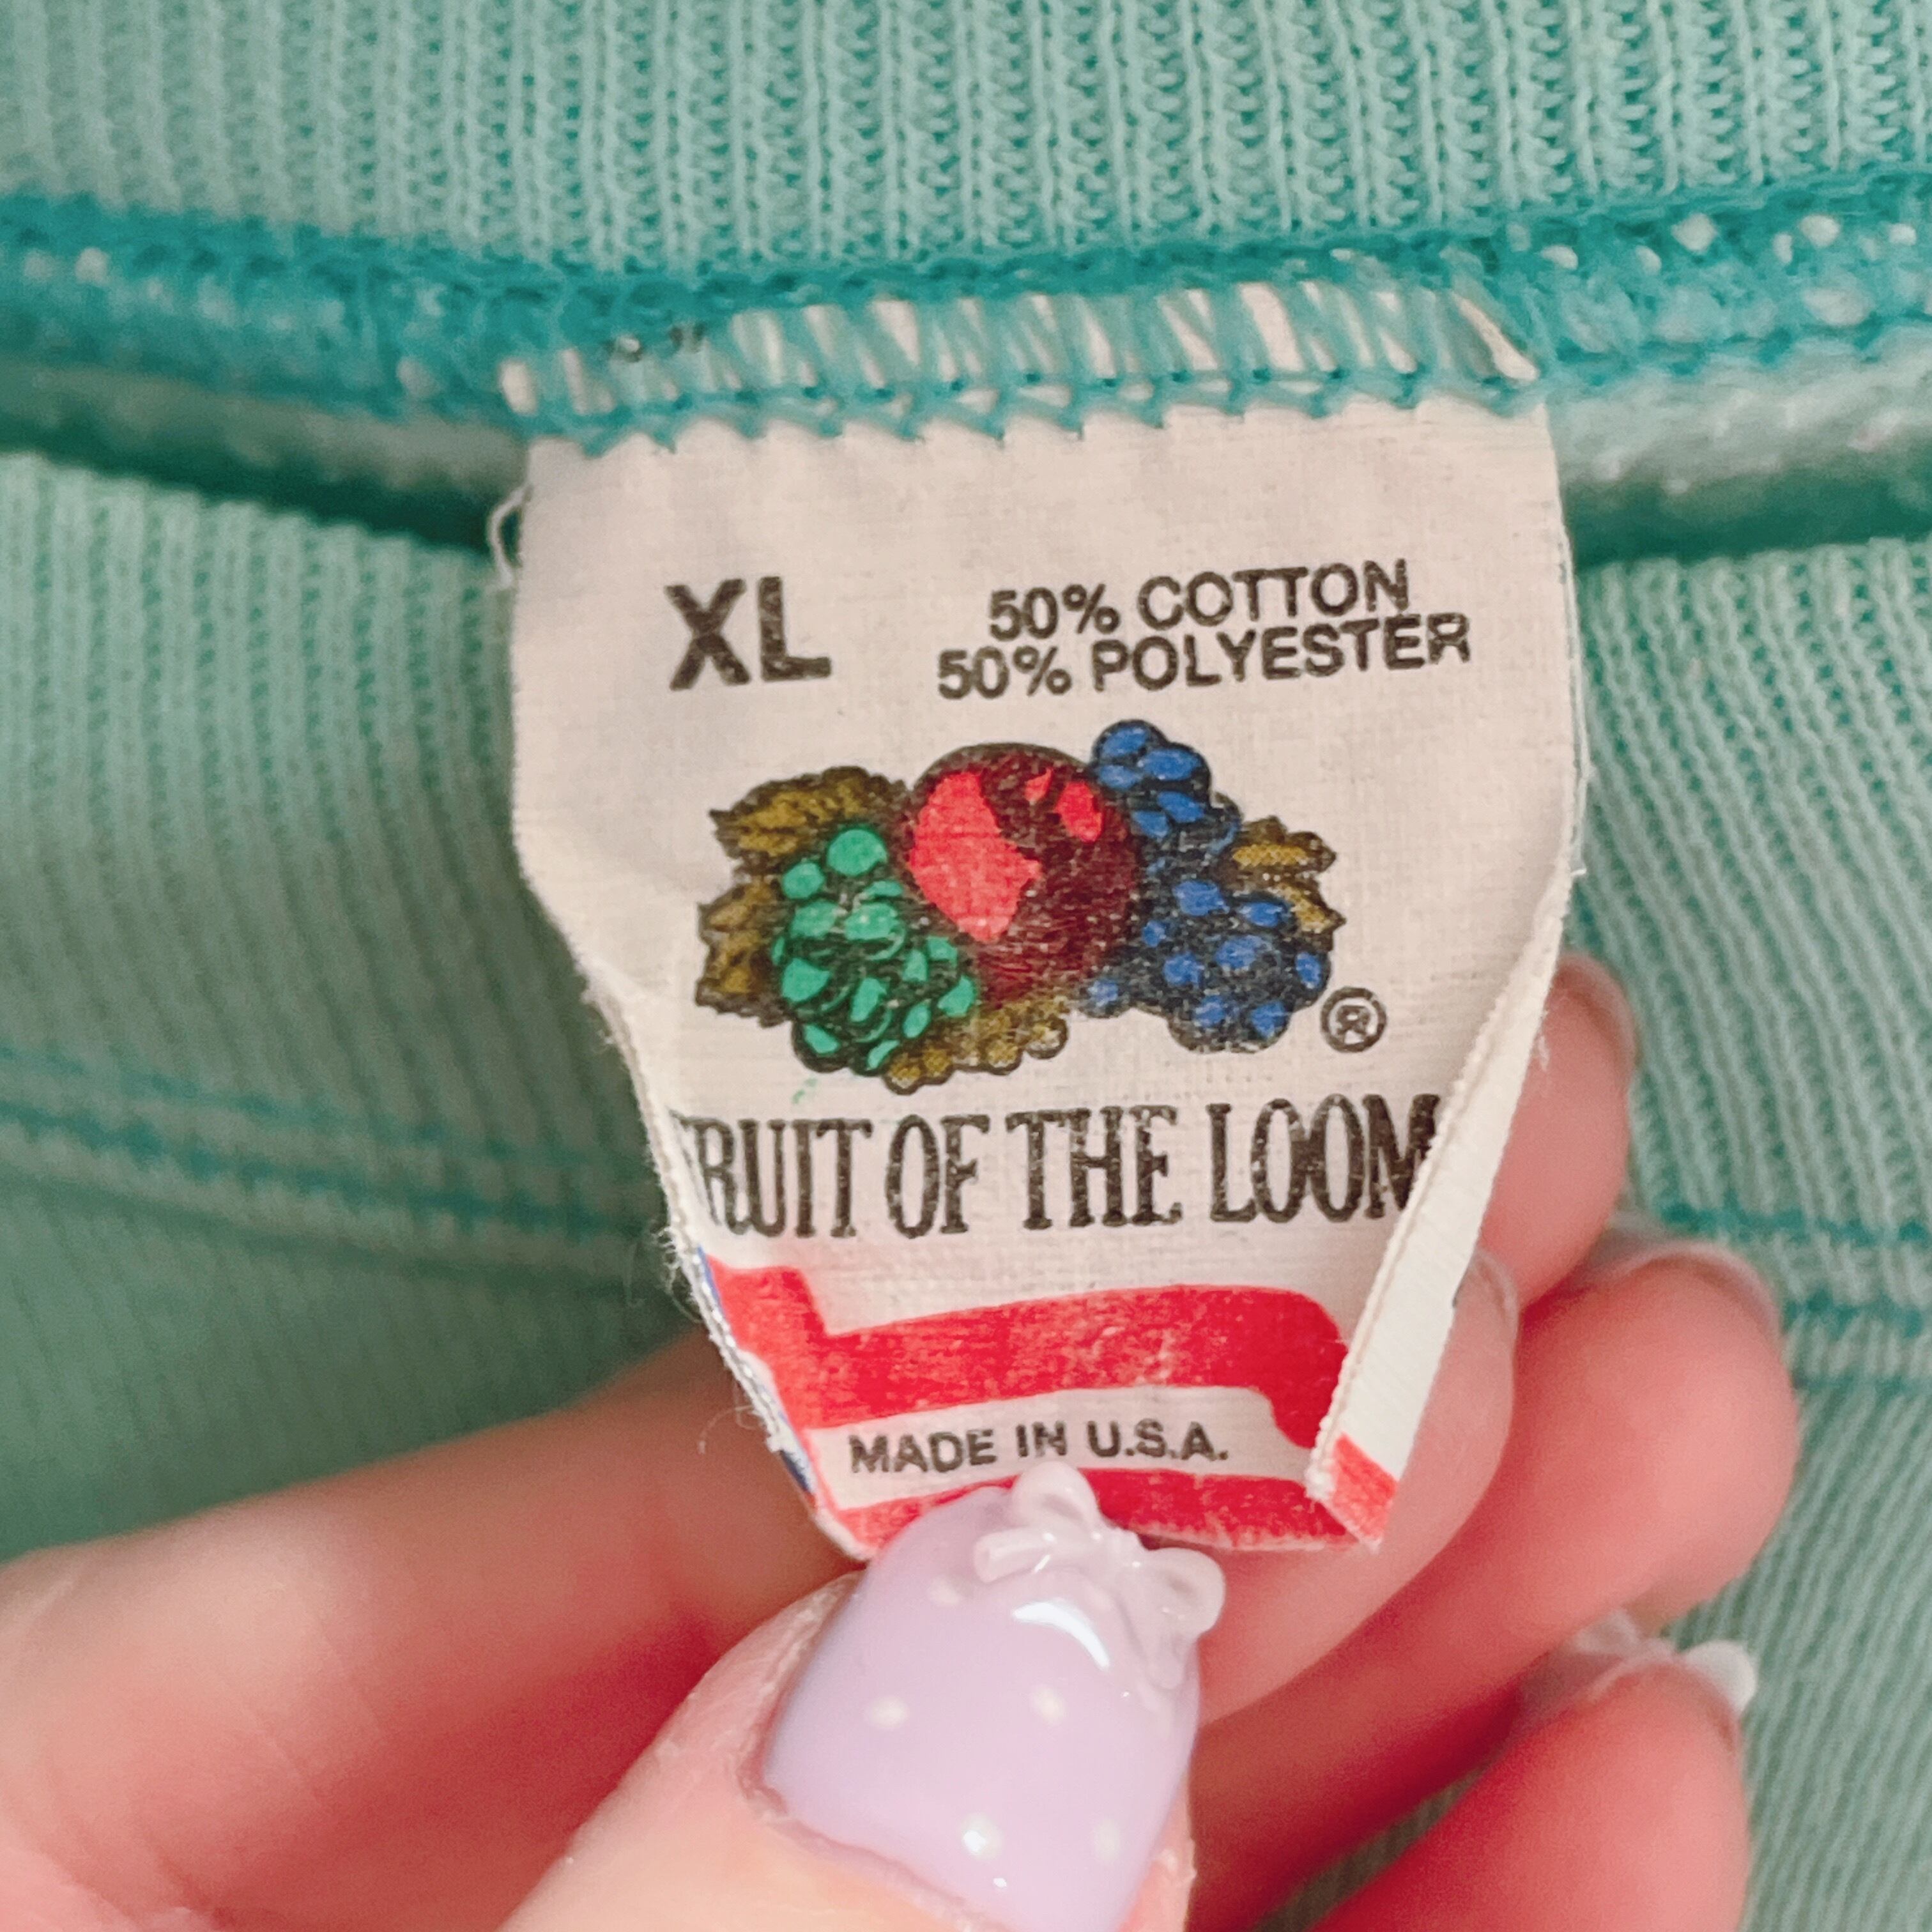 XL
50% COTTON
50% POLYESTER
®
FRUIT OF THE LOOM
MADE IN U.S.A.